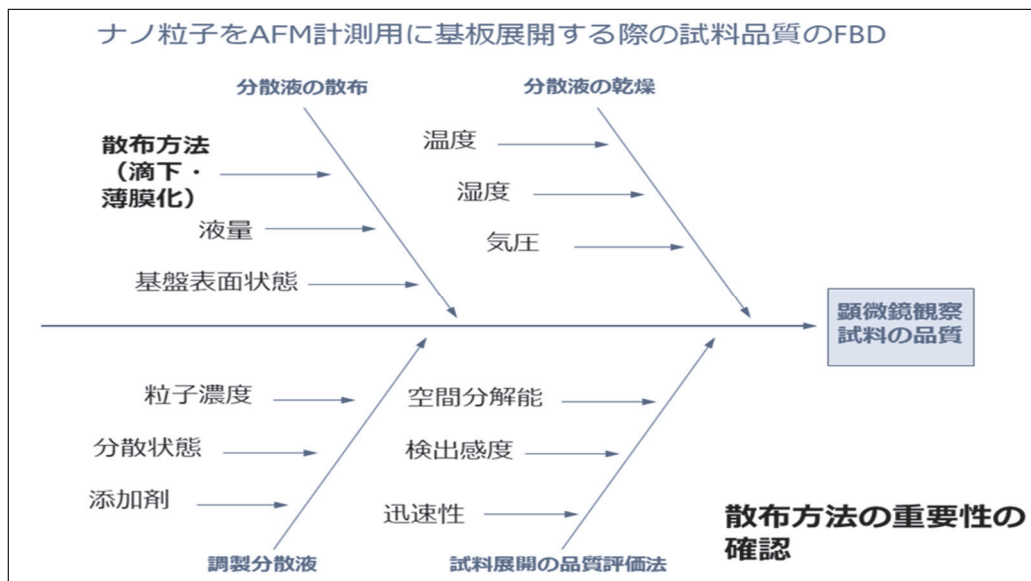 ナノ粒子をAFM計測用に基板展開する際の試料品質のFBD
分散液の散布
分散液の乾燥
散布方法
（滴下・
薄膜化）
液量
基盤表面状態
温度
湿度
気圧
顕微鏡観察
試料の品質
粒子濃度
分散状態
添加剤
調製分散液
空間分解能
検出感度
迅速性
試料展開の品質評価法
散布方法の重要性の
確認